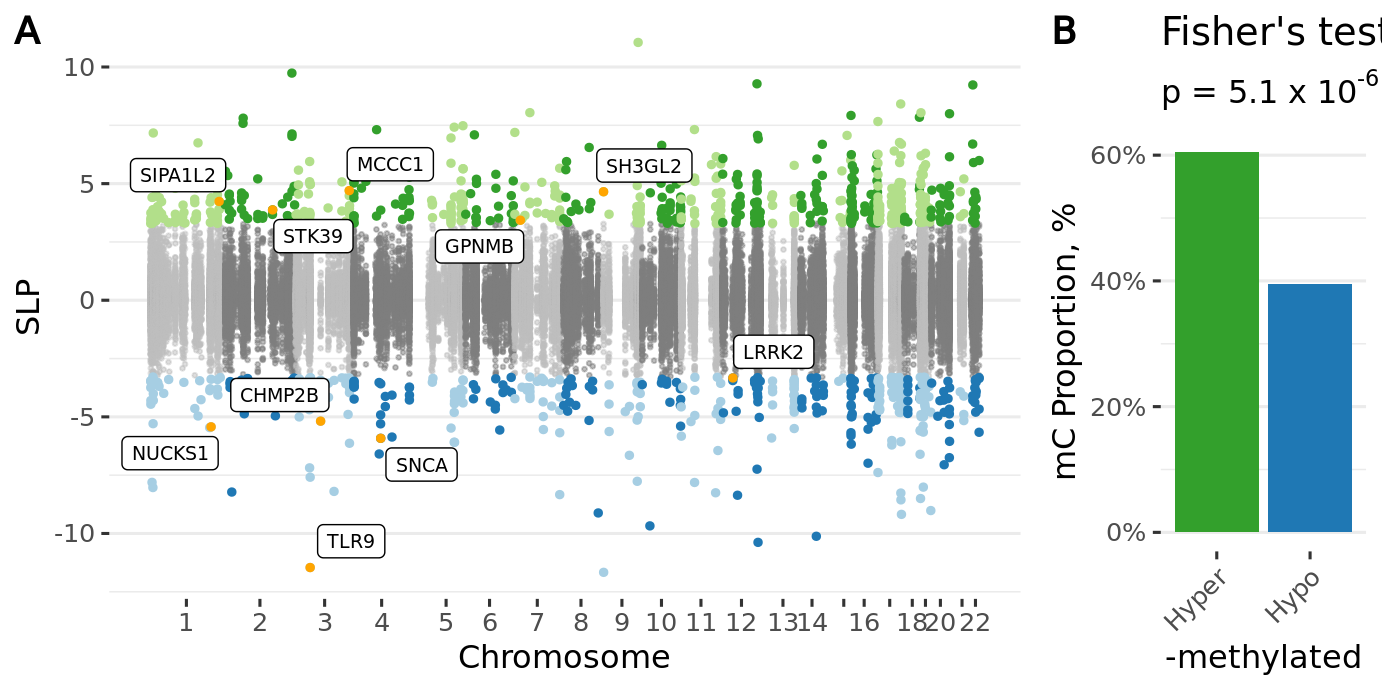 A
SLP
10
5
0
-5
-10
SIPA1L2
MCCC1
SH3GL2
STK39
GPNMB
LRRK2
CHMP2B
NUCKS1
SNCA
TLR9
1 2 3 4 5 6 7 8 9 10 11 12 13 14 16 18 20 22
Chromosome
B
Fisher's test
p = 5.1 x 10-6
mC Proportion, %
60%
40%
20%
0%
Hyper
Hypo
-methylated